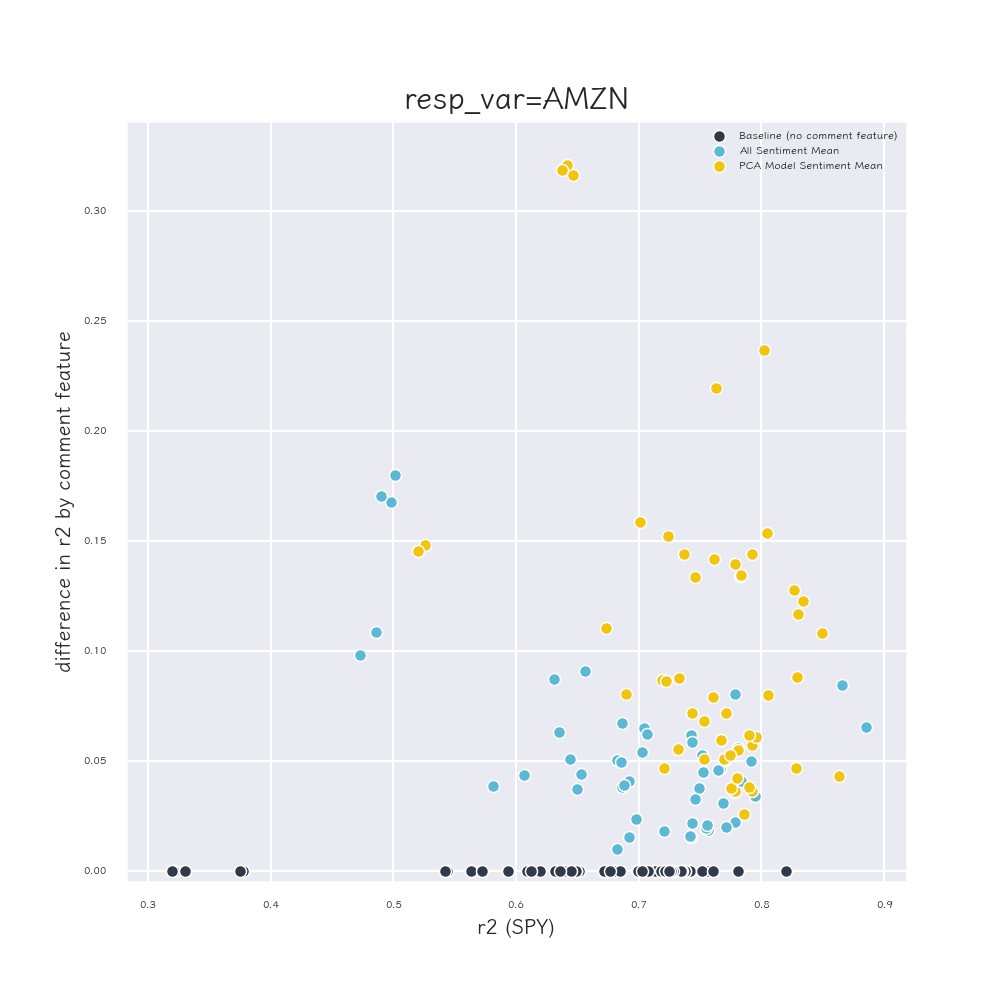 resp_var=AMZN
Baseline (no comment feature)
All Sentiment Mean
PCA Model Sentiment Mean
difference in r2 by comment feature
0.30
0.25
0.20
0.15
0.10
0.05
0.00
0.3 0.4 0.5 0.6 0.7 0.8 0.9
r2 (SPY)